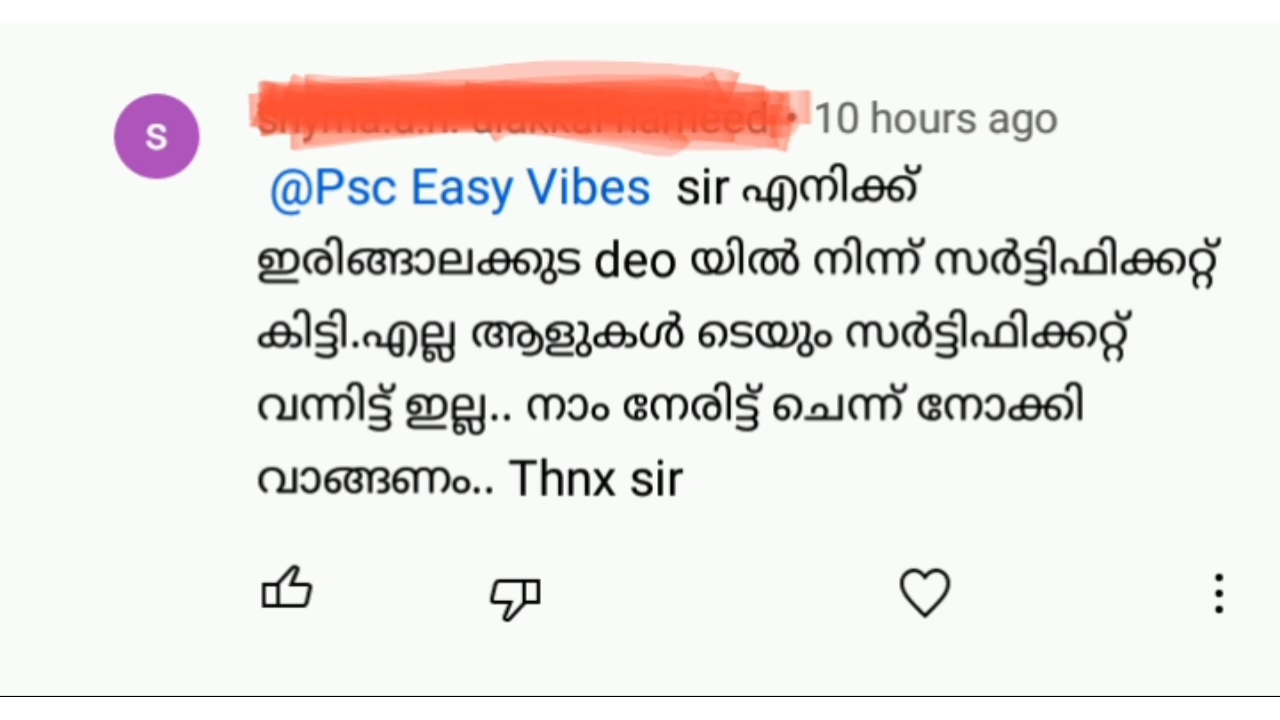 S
10 hours ago
@Psc Easy Vibes sir എനിക്ക്
ഇരിങ്ങാലക്കുട deo യിൽ നിന്ന് സർട്ടിഫിക്കറ്റ്
കിട്ടി.എല്ല ആളുകൾ ടെയും സർട്ടിഫിക്കറ്റ്
വന്നിട്ട് ഇല്ല.. നാം നേരിട്ട് ചെന്ന് നോക്കി
വാങ്ങണം.. Thnx sir